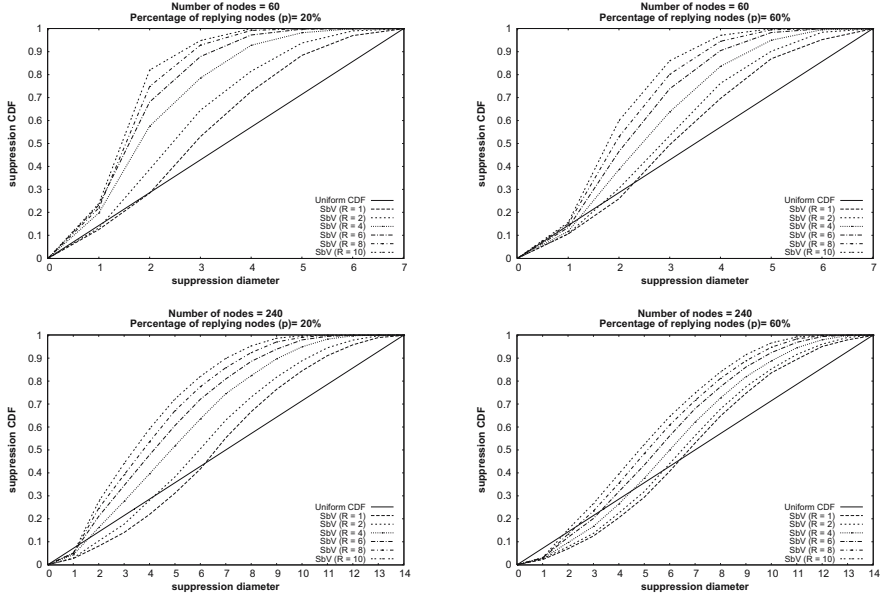 Number of nodes = 60
Percentage of replying nodes (p)= 20%
suppression CDF
1
0.9
0.8
0.7
0.6
0.5
0.4
0.3
0.2
0.1
0
Uniform CDF
SbV (R = 1)
SbV (R = 2)
SbV (R = 4)
SbV (R = 6)
SbV (R = 8)
SbV (R = 10)
0 1 2 3 4 5 6 7
suppression diameter
Number of nodes = 60
Percentage of replying nodes (p)= 60%
suppression CDF
1
0.9
0.8
0.7
0.6
0.5
0.4
0.3
0.2
0.1
0
Uniform CDF
SbV (R = 1)
SbV (R = 2)
SbV (R = 4)
SbV (R = 6)
SbV (R = 8)
SbV (R = 10)
0 1 2 3 4 5 6 7
suppression diameter
Number of nodes = 240
Percentage of replying nodes (p)= 20%
suppression CDF
1
0.9
0.8
0.7
0.6
0.5
0.4
0.3
0.2
0.1
0
Uniform CDF
SbV (R = 1)
SbV (R = 2)
SbV (R = 4)
SbV (R = 6)
SbV (R = 8)
SbV (R = 10)
0 1 2 3 4 5 6 7 8 9 10 11 12 13 14
suppression diameter
Number of nodes = 240
Percentage of replying nodes (p)= 60%
suppression CDF
1
0.9
0.8
0.7
0.6
0.5
0.4
0.3
0.2
0.1
0
Uniform CDF
SbV (R = 1)
SbV (R = 2)
SbV (R = 4)
SbV (R = 6)
SbV (R = 8)
SbV (R = 10)
0 1 2 3 4 5 6 7 8 9 10 11 12 13 14
suppression diameter